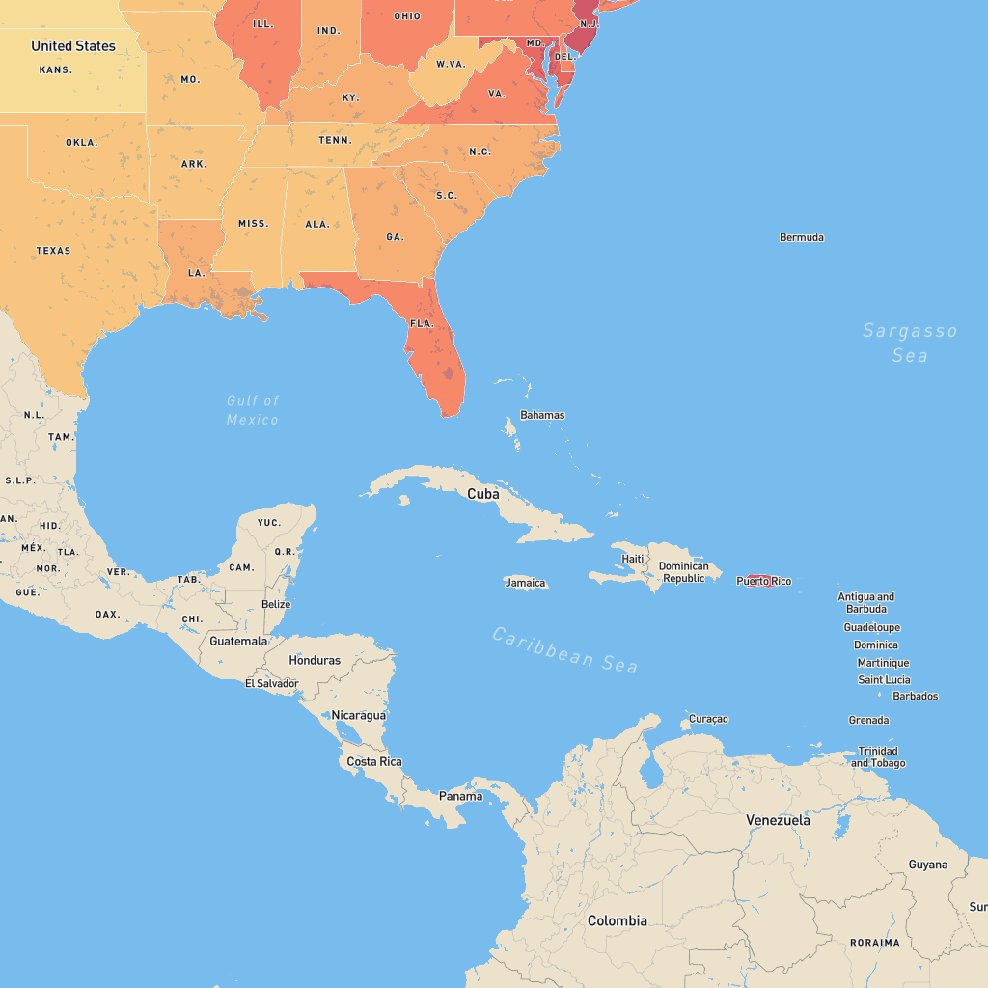 ILL.
OHIO
N.J.
IND.
United States
MD.
DEL.
KANS.
W.VA.
MO.
VA.
KY.
OKLA.
TENN.
N.C.
ARK.
S.C.
MISS.
ALA.
GA.
Bermuda
TEXAS
LA.
FLA.
Sargasso
Sea
Gulf of
Mexico
N.L.
Bahamas
TAM.
S.L.P.
Cuba
AN.
HID.
YUC.
MÉX.
TLA.
Q.R.
Haiti
Dominican
Republic
NOR.
VER.
CAM.
TAB.
Jamaica
Puerto Rico
GUE.
Antigua and
Barbuda
Belize
OAX.
CHI.
Guadeloupe
Caribbean Sea
Guatemala
Dominica
Honduras
Martinique
El Salvador
Saint Lucia
Barbados
Nicaragua
Curaçao
Grenada
Costa Rica
Trinidad
and Tobago
Panama
Venezuela
Guyana
Sur
Colombia
RORAIMA